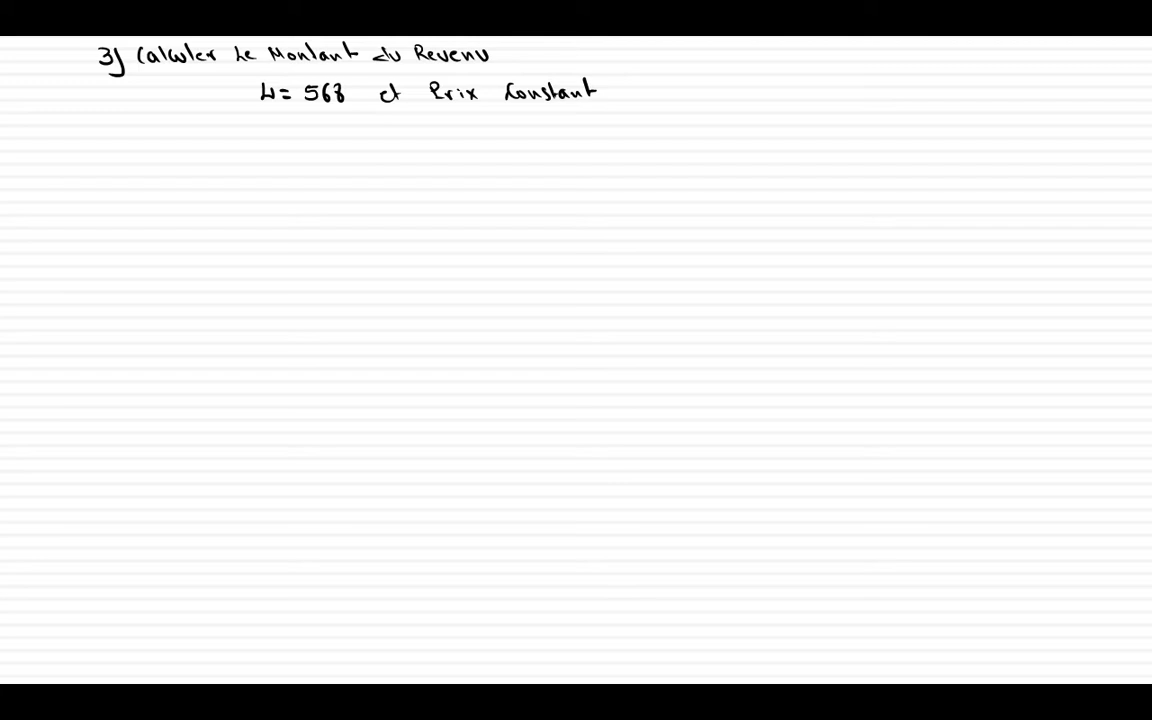 3) Calculer Le Montant du Revenu
U = 568 et Prix Constant